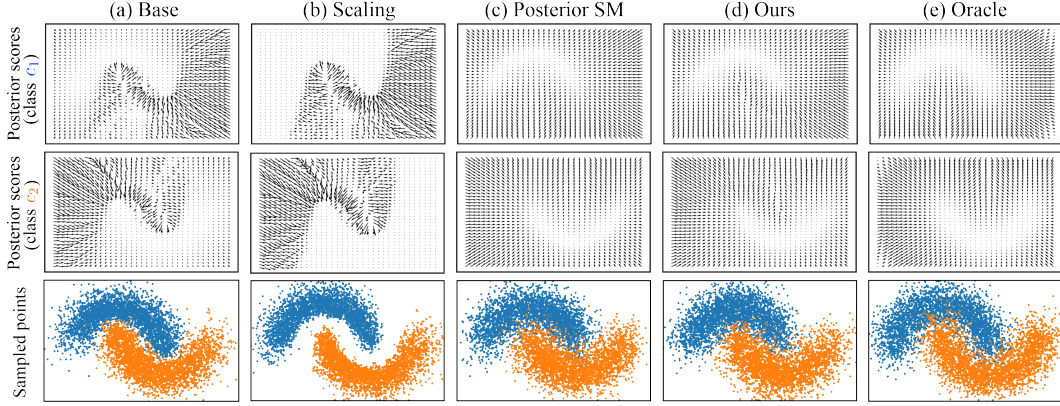 (a) Base
(b) Scaling
(c) Posterior SM
(d) Ours
(e) Oracle
Posterior scores
(class c₁)
Posterior scores
(class c₂)
Sampled points